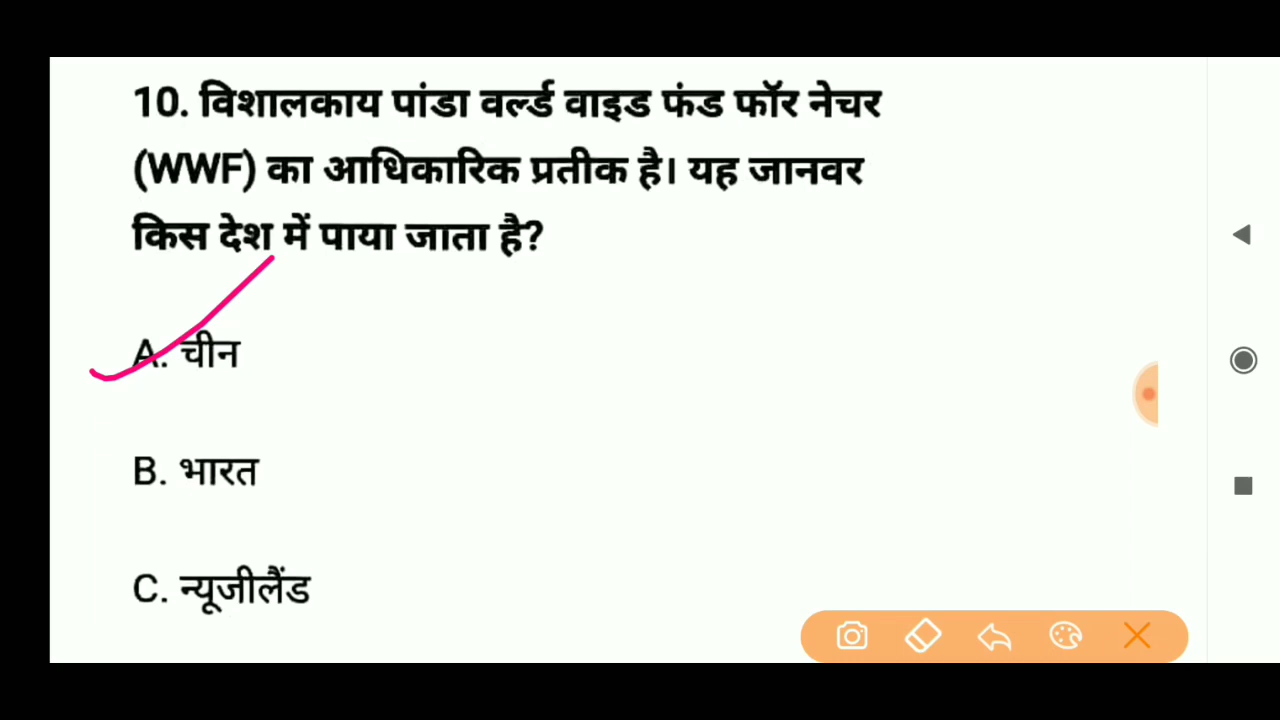 10. विशालकाय पांडा वर्ल्ड वाइड फंड फॉर नेचर
(WWF) का आधिकारिक प्रतीक है। यह जानवर
किस देश में पाया जाता है?
A. चीन
B. भारत
C. न्यूजीलैंड